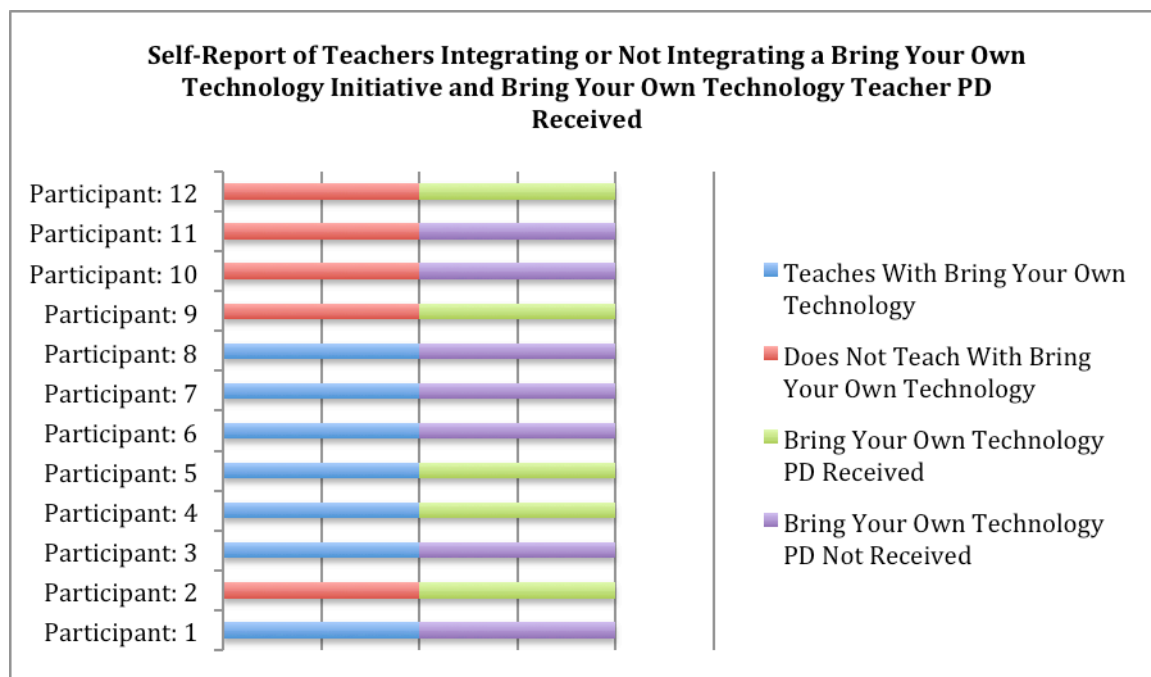 Self-Report of Teachers Integrating or Not Integrating a Bring Your Own
Technology Initiative and Bring Your Own Technology Teacher PD
Received
Participant: 12
Participant: 11
Participant: 10
Participant: 9
Participant: 8
Participant: 7
Participant: 6
Participant: 5
Participant: 4
Participant: 3
Participant: 2
Participant: 1
Teaches With Bring Your Own
Technology
Does Not Teach With Bring
Your Own Technology
Bring Your Own Technology
PD Received
Bring Your Own Technology
PD Not Received